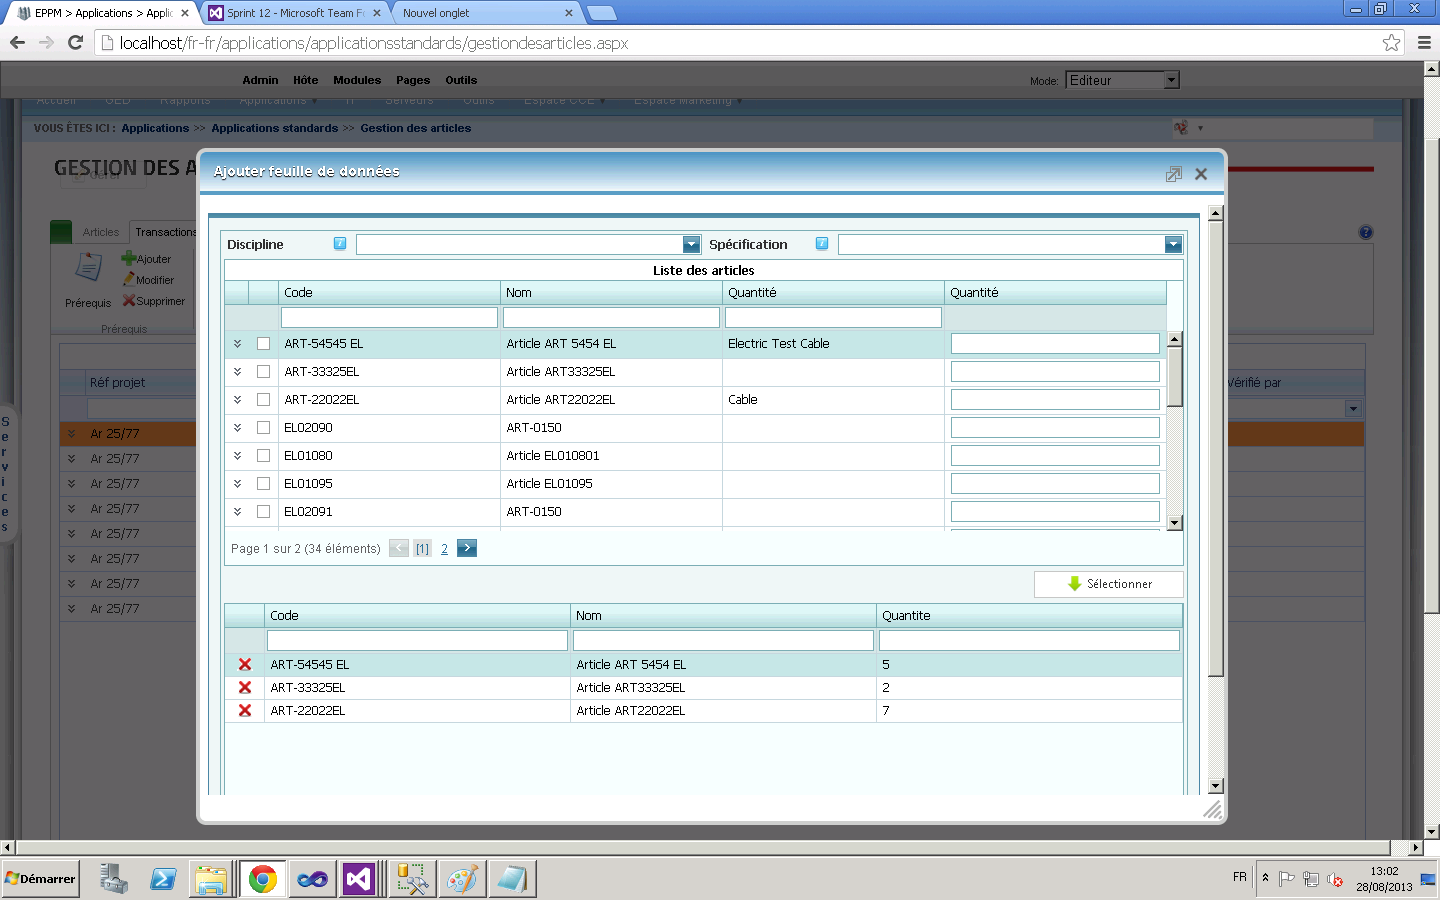 EPPM > Applications > Applic
Sprint 12 - Microsoft Team F
Nouvel onglet
localhost/fr-fr/applications/applicationsstandards/gestiondesarticles.aspx
Admin Hôte Modules Pages Outils
Mode: Editeur
Accueil GED Rapports Applications IT Serveurs Outils Espace CCE Espace Marketing
VOUS ÊTES ICI : Applications >> Applications standards >> Gestion des articles
GESTION DES A
Gérer
Ajouter feuille de données
Articles Transactions
Ajouter
Modifier
Prérequis Supprimer
Prérequis
Services
Réf projet
Vérifié par
Ar 25/77
Ar 25/77
Ar 25/77
Ar 25/77
Ar 25/77
Ar 25/77
Ar 25/77
Ar 25/77
Discipline Spécification
Liste des articles
Code Nom Quantité Quantité
ART-54545 EL Article ART 5454 EL Electric Test Cable
ART-33325EL Article ART33325EL
ART-22022EL Article ART22022EL Cable
EL02090 ART-0150
EL01080 Article EL010801
EL01095 Article EL01095
EL02091 ART-0150
Page 1 sur 2 (34 éléments) < [1] 2 >
Sélectionner
Code Nom Quantite
ART-54545 EL Article ART 5454 EL 5
ART-33325EL Article ART33325EL 2
ART-22022EL Article ART22022EL 7
Démarrer
FR
13:02
28/08/2013